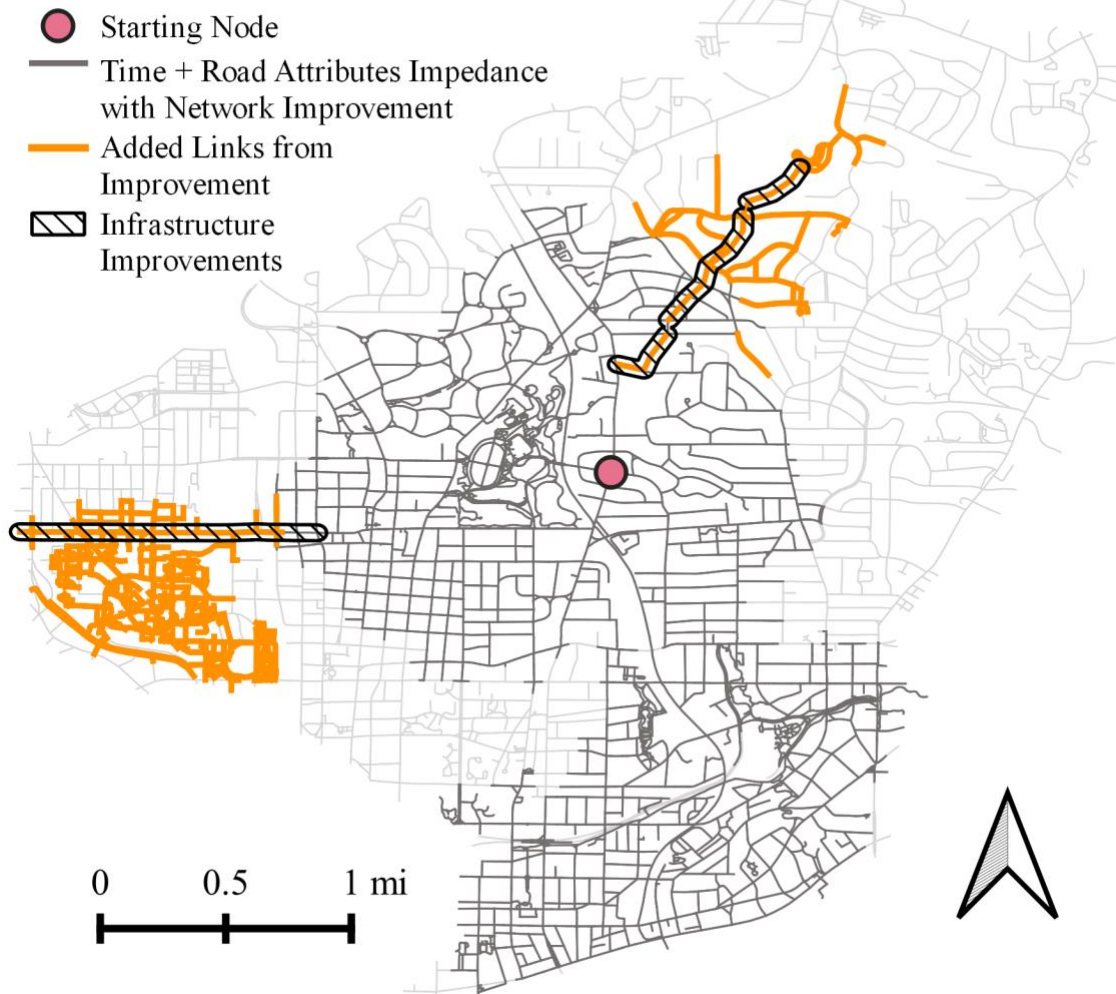 Starting Node
Time + Road Attributes Impedance
with Network Improvement
Added Links from
Improvement
Infrastructure
Improvements
0 0.5 1 mi